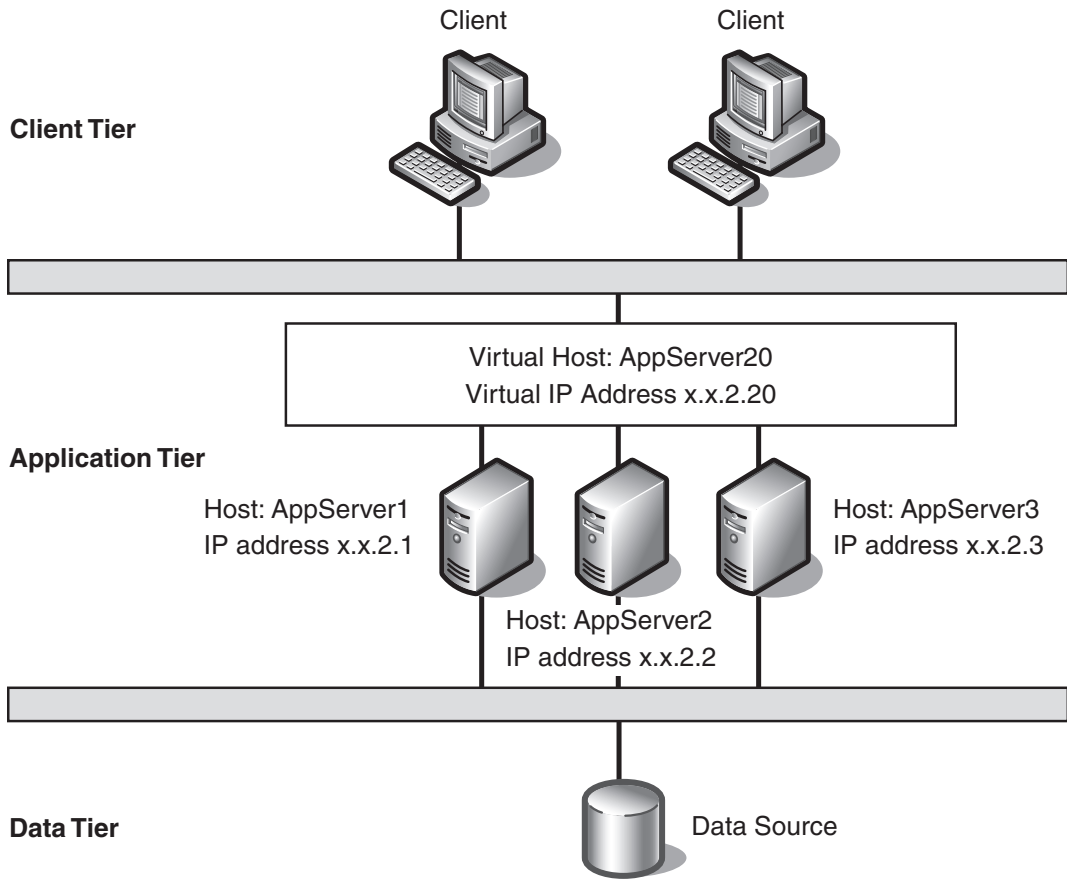 Client
Client
Client Tier
Virtual Host: AppServer20
Virtual IP Address x.x.2.20
Application Tier
Host: AppServer1
IP address x.x.2.1
Host: AppServer3
IP address x.x.2.3
Host: AppServer2
IP address x.x.2.2
Data Tier
Data Source